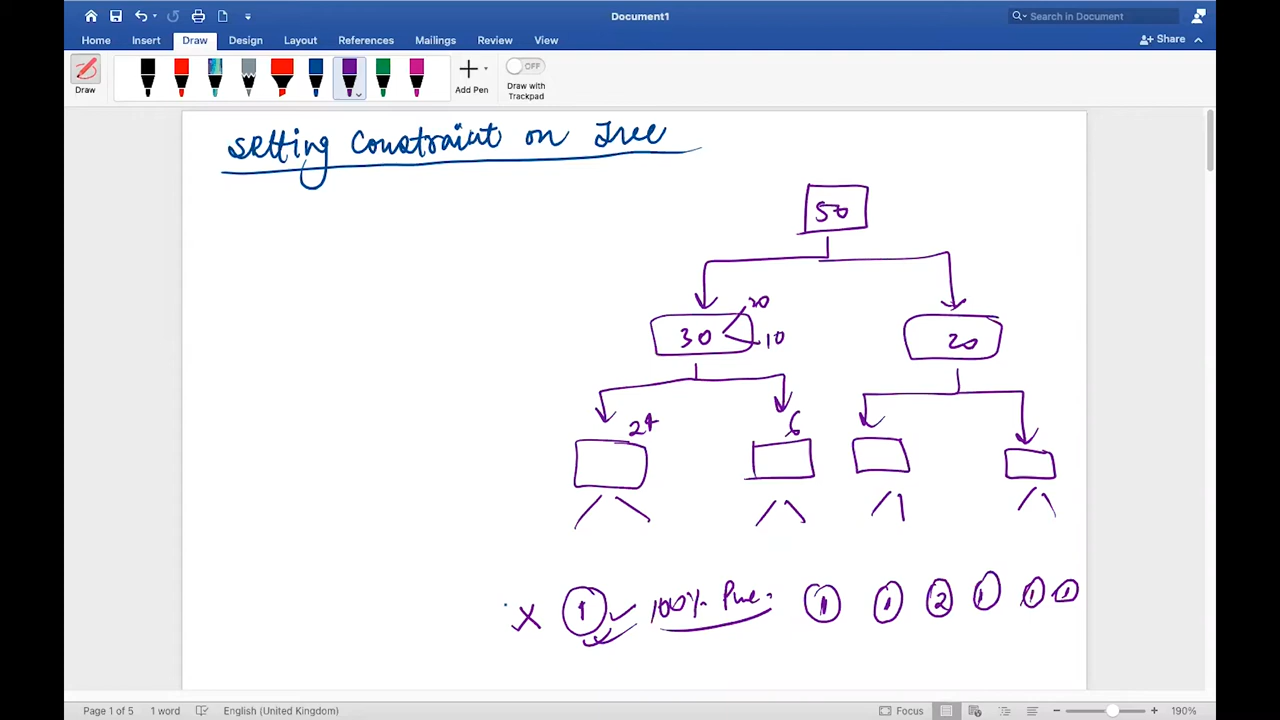 Document1
Search in Document
Home Insert Draw Design Layout References Mailings Review View
Share
Draw
Add Pen
Draw with
Trackpad
Setting Constraint on Tree
50
20
30
10
20
24
6
X 1 100% Pure. 1 1 2 1 1 1
Page 1 of 5 1 word English (United Kingdom) Focus 190%